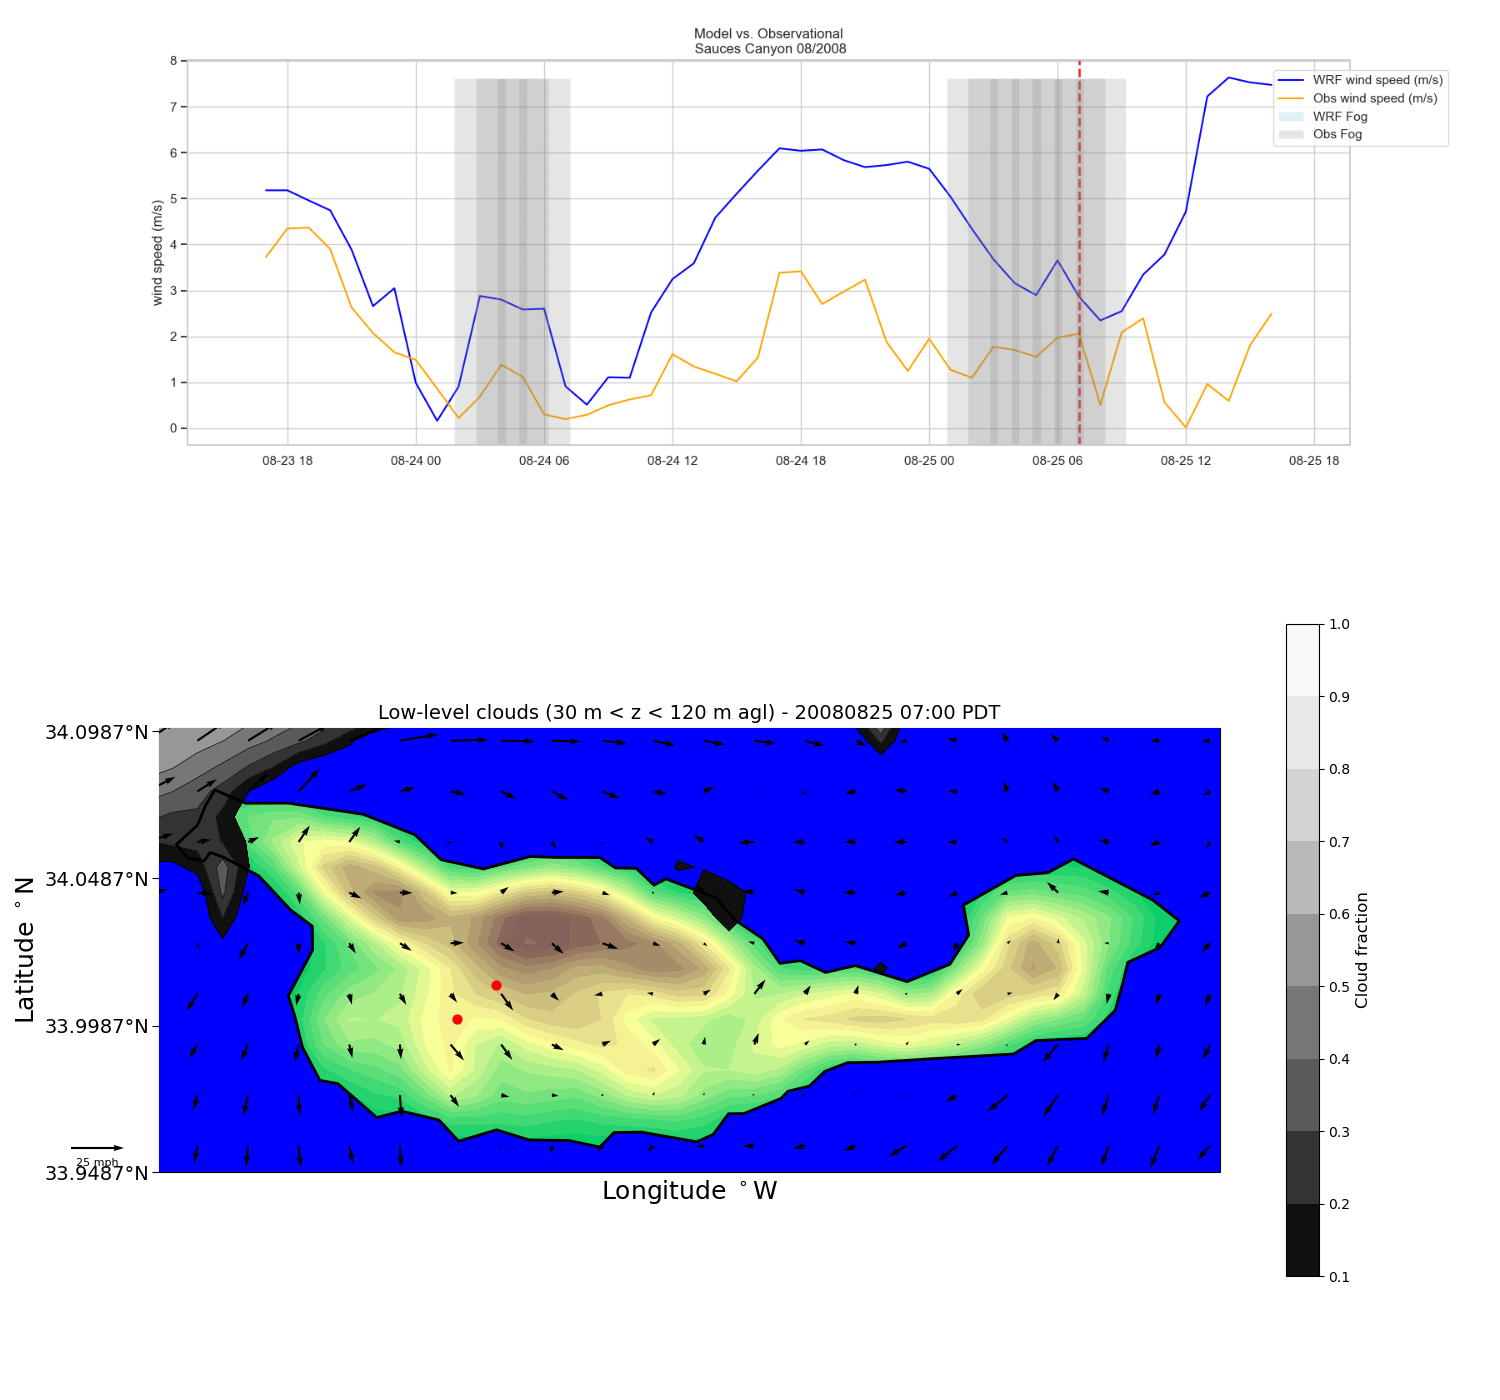 Model vs. Observational
Sauces Canyon 08/2008
8
7
6
5
4
3
2
1
0
wind speed (m/s)
WRF wind speed (m/s)
Obs wind speed (m/s)
WRF Fog
Obs Fog
08-23 18
08-24 00
08-24 06
08-24 12
08-24 18
08-25 00
08-25 06
08-25 12
08-25 18
Low-level clouds (30 m < z < 120 m agl) - 20080825 07:00 PDT
34.0987°N
34.0487°N
33.9987°N
33.9487°N
Latitude °N
25 mph
Longitude °W
1.0
0.9
0.8
0.7
0.6
0.5
0.4
0.3
0.2
0.1
Cloud fraction